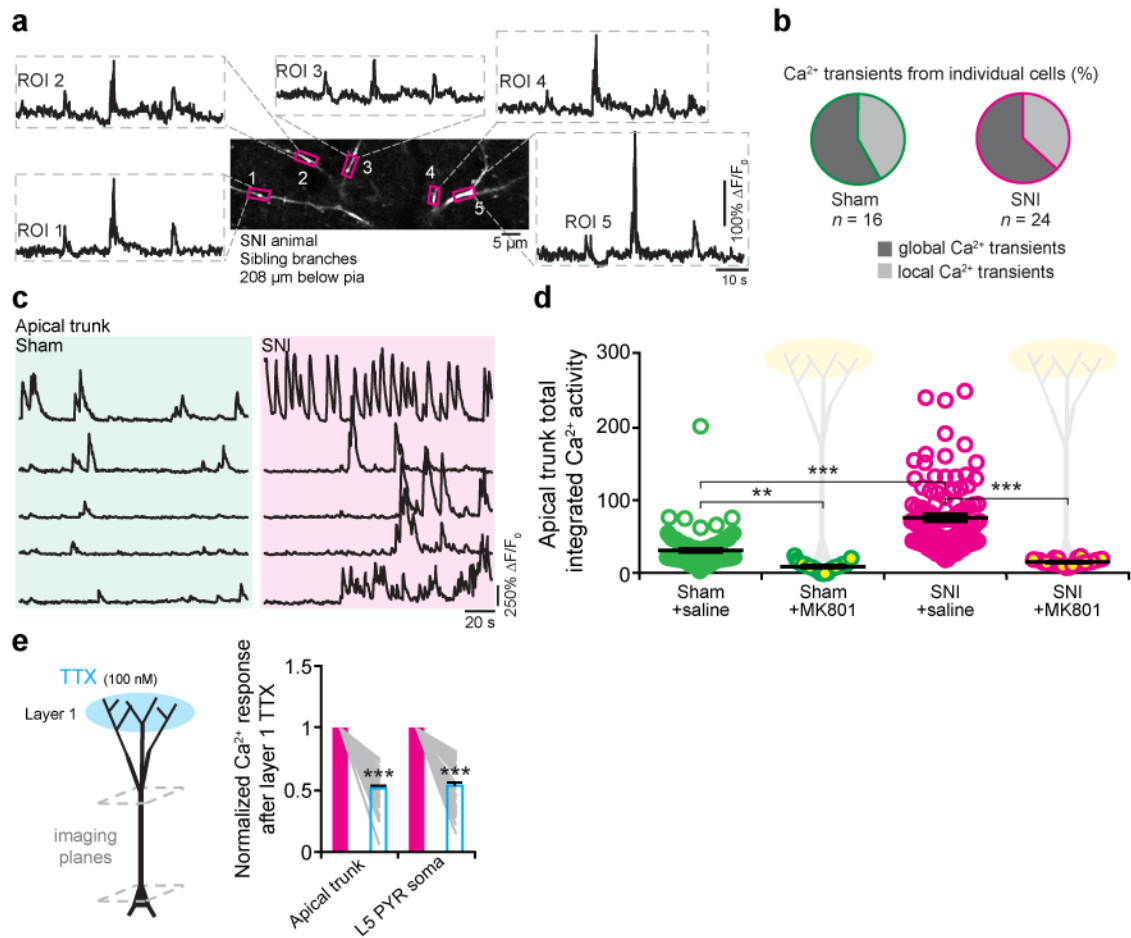 a
ROI 2
ROI 3
ROI 4
ROI 1
ROI 5
1
2
3
4
5
SNI animal
Sibling branches
208 µm below pia
5 µm
100% ΔF/F₀
10 s
b
Ca²⁺ transients from individual cells (%)
Sham
n = 16
SNI
n = 24
global Ca²⁺ transients
local Ca²⁺ transients
c
Apical trunk
Sham
SNI
250% ΔF/F₀
20 s
d
Apical trunk total
integrated Ca²⁺ activity
300
200
100
0
***
**
***
Sham
+saline
Sham
+MK801
SNI
+saline
SNI
+MK801
e
TTX (100 nM)
Layer 1
imaging
planes
Normalized Ca²⁺ response
after layer 1 TTX
1.5
1
0.5
0
***
***
Apical trunk
L5 PYR soma